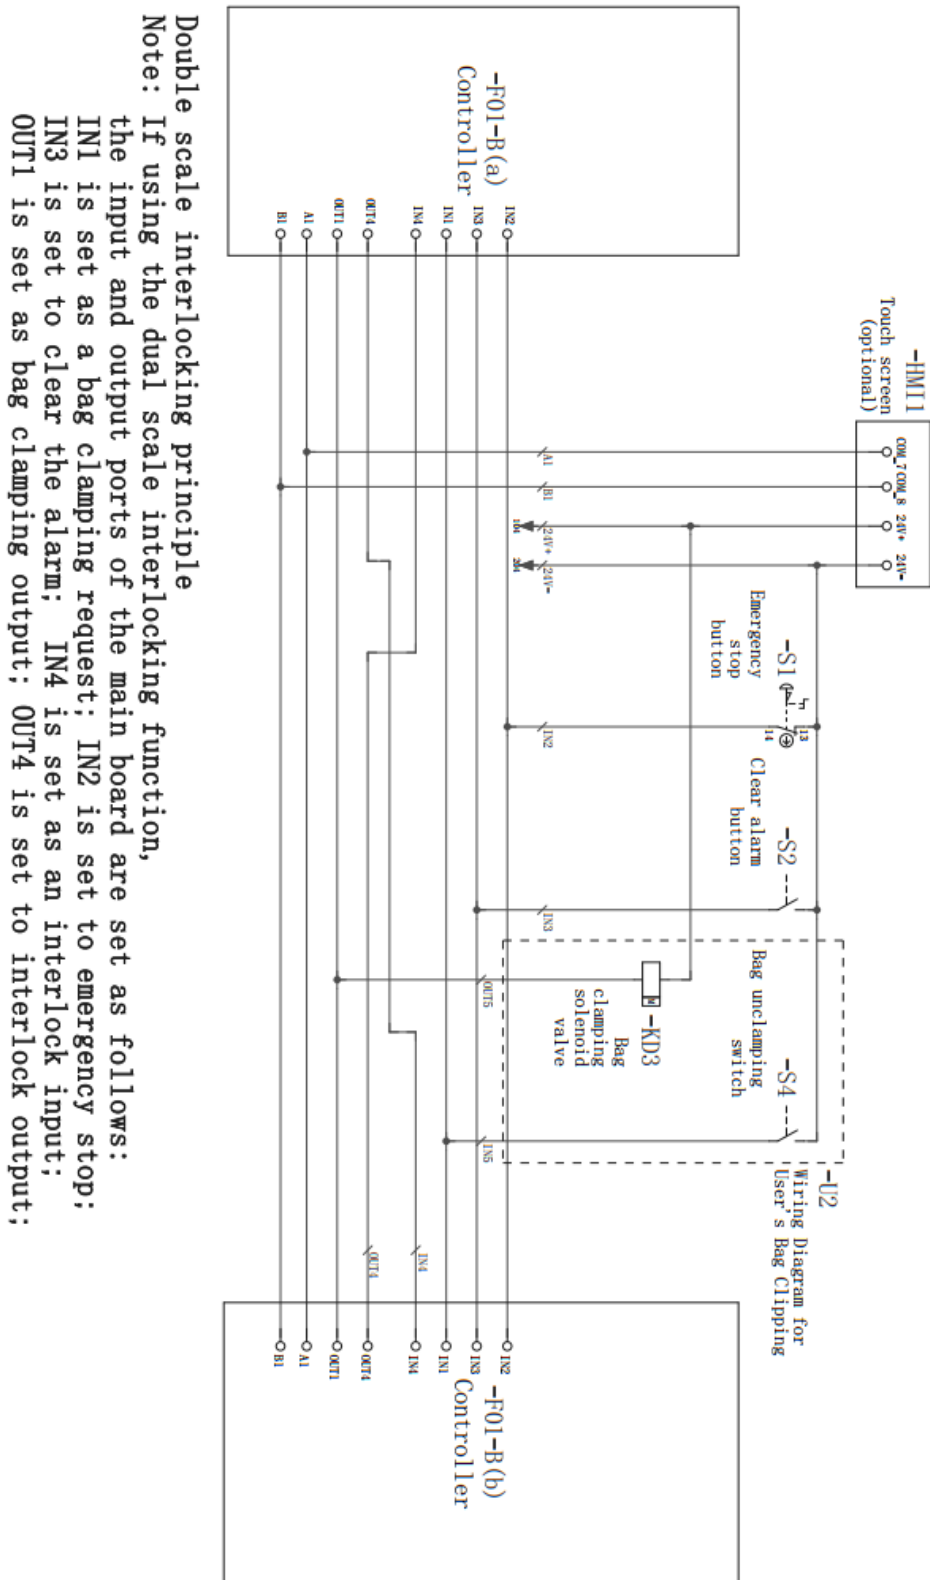 -HMI1
Touch screen
(optional)
COM_7
COM_8
24V+
24V-
A1
B1
24V+
24V-
-S1
Emergency
stop
button
13
14
IN2
-S2
Clear alarm
button
IN3
-U2
Wiring Diagram for
User's Bag Clipping
-S4
Bag unclamping
switch
-KD3
Bag
clamping
solenoid
valve
M
OUT5
IN5
-F01-B(a)
Controller
IN2
IN3
IN1
IN4
OUT4
OUT1
A1
B1
IN4
OUT4
-F01-B(b)
Controller
IN2
IN3
IN1
IN4
OUT4
OUT1
A1
B1
Double scale interlocking principle
Note: If using the dual scale interlocking function,
the input and output ports of the main board are set as follows:
IN1 is set as a bag clamping request; IN2 is set to emergency stop;
IN3 is set to clear the alarm; IN4 is set as an interlock input;
OUT1 is set as bag clamping output; OUT4 is set to interlock output;